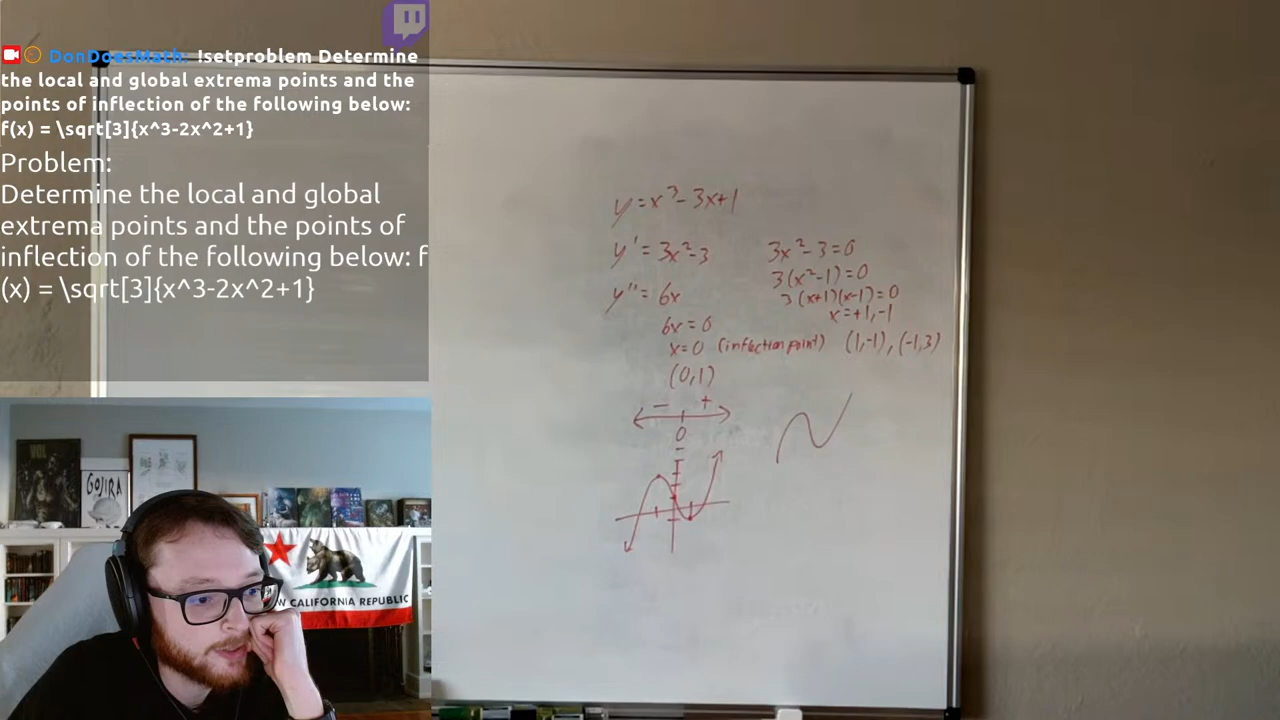 DonDoesMath: !setproblem Determine
the local and global extrema points and the
points of inflection of the following below:
f(x) = \sqrt[3]{x^3-2x^2+1}
Problem:
Determine the local and global
extrema points and the points of
inflection of the following below: f
(x) = \sqrt[3]{x^3-2x^2+1}
y = x³ - 3x + 1
y' = 3x² - 3
3x² - 3 = 0
3(x² - 1) = 0
y'' = 6x
3(x+1)(x-1) = 0
x = +1, -1
6x = 0
x = 0 (inflection point)
(1,-1), (-1,3)
(0,1)
- +
0
GOJIRA
CALIFORNIA REPUBLIC